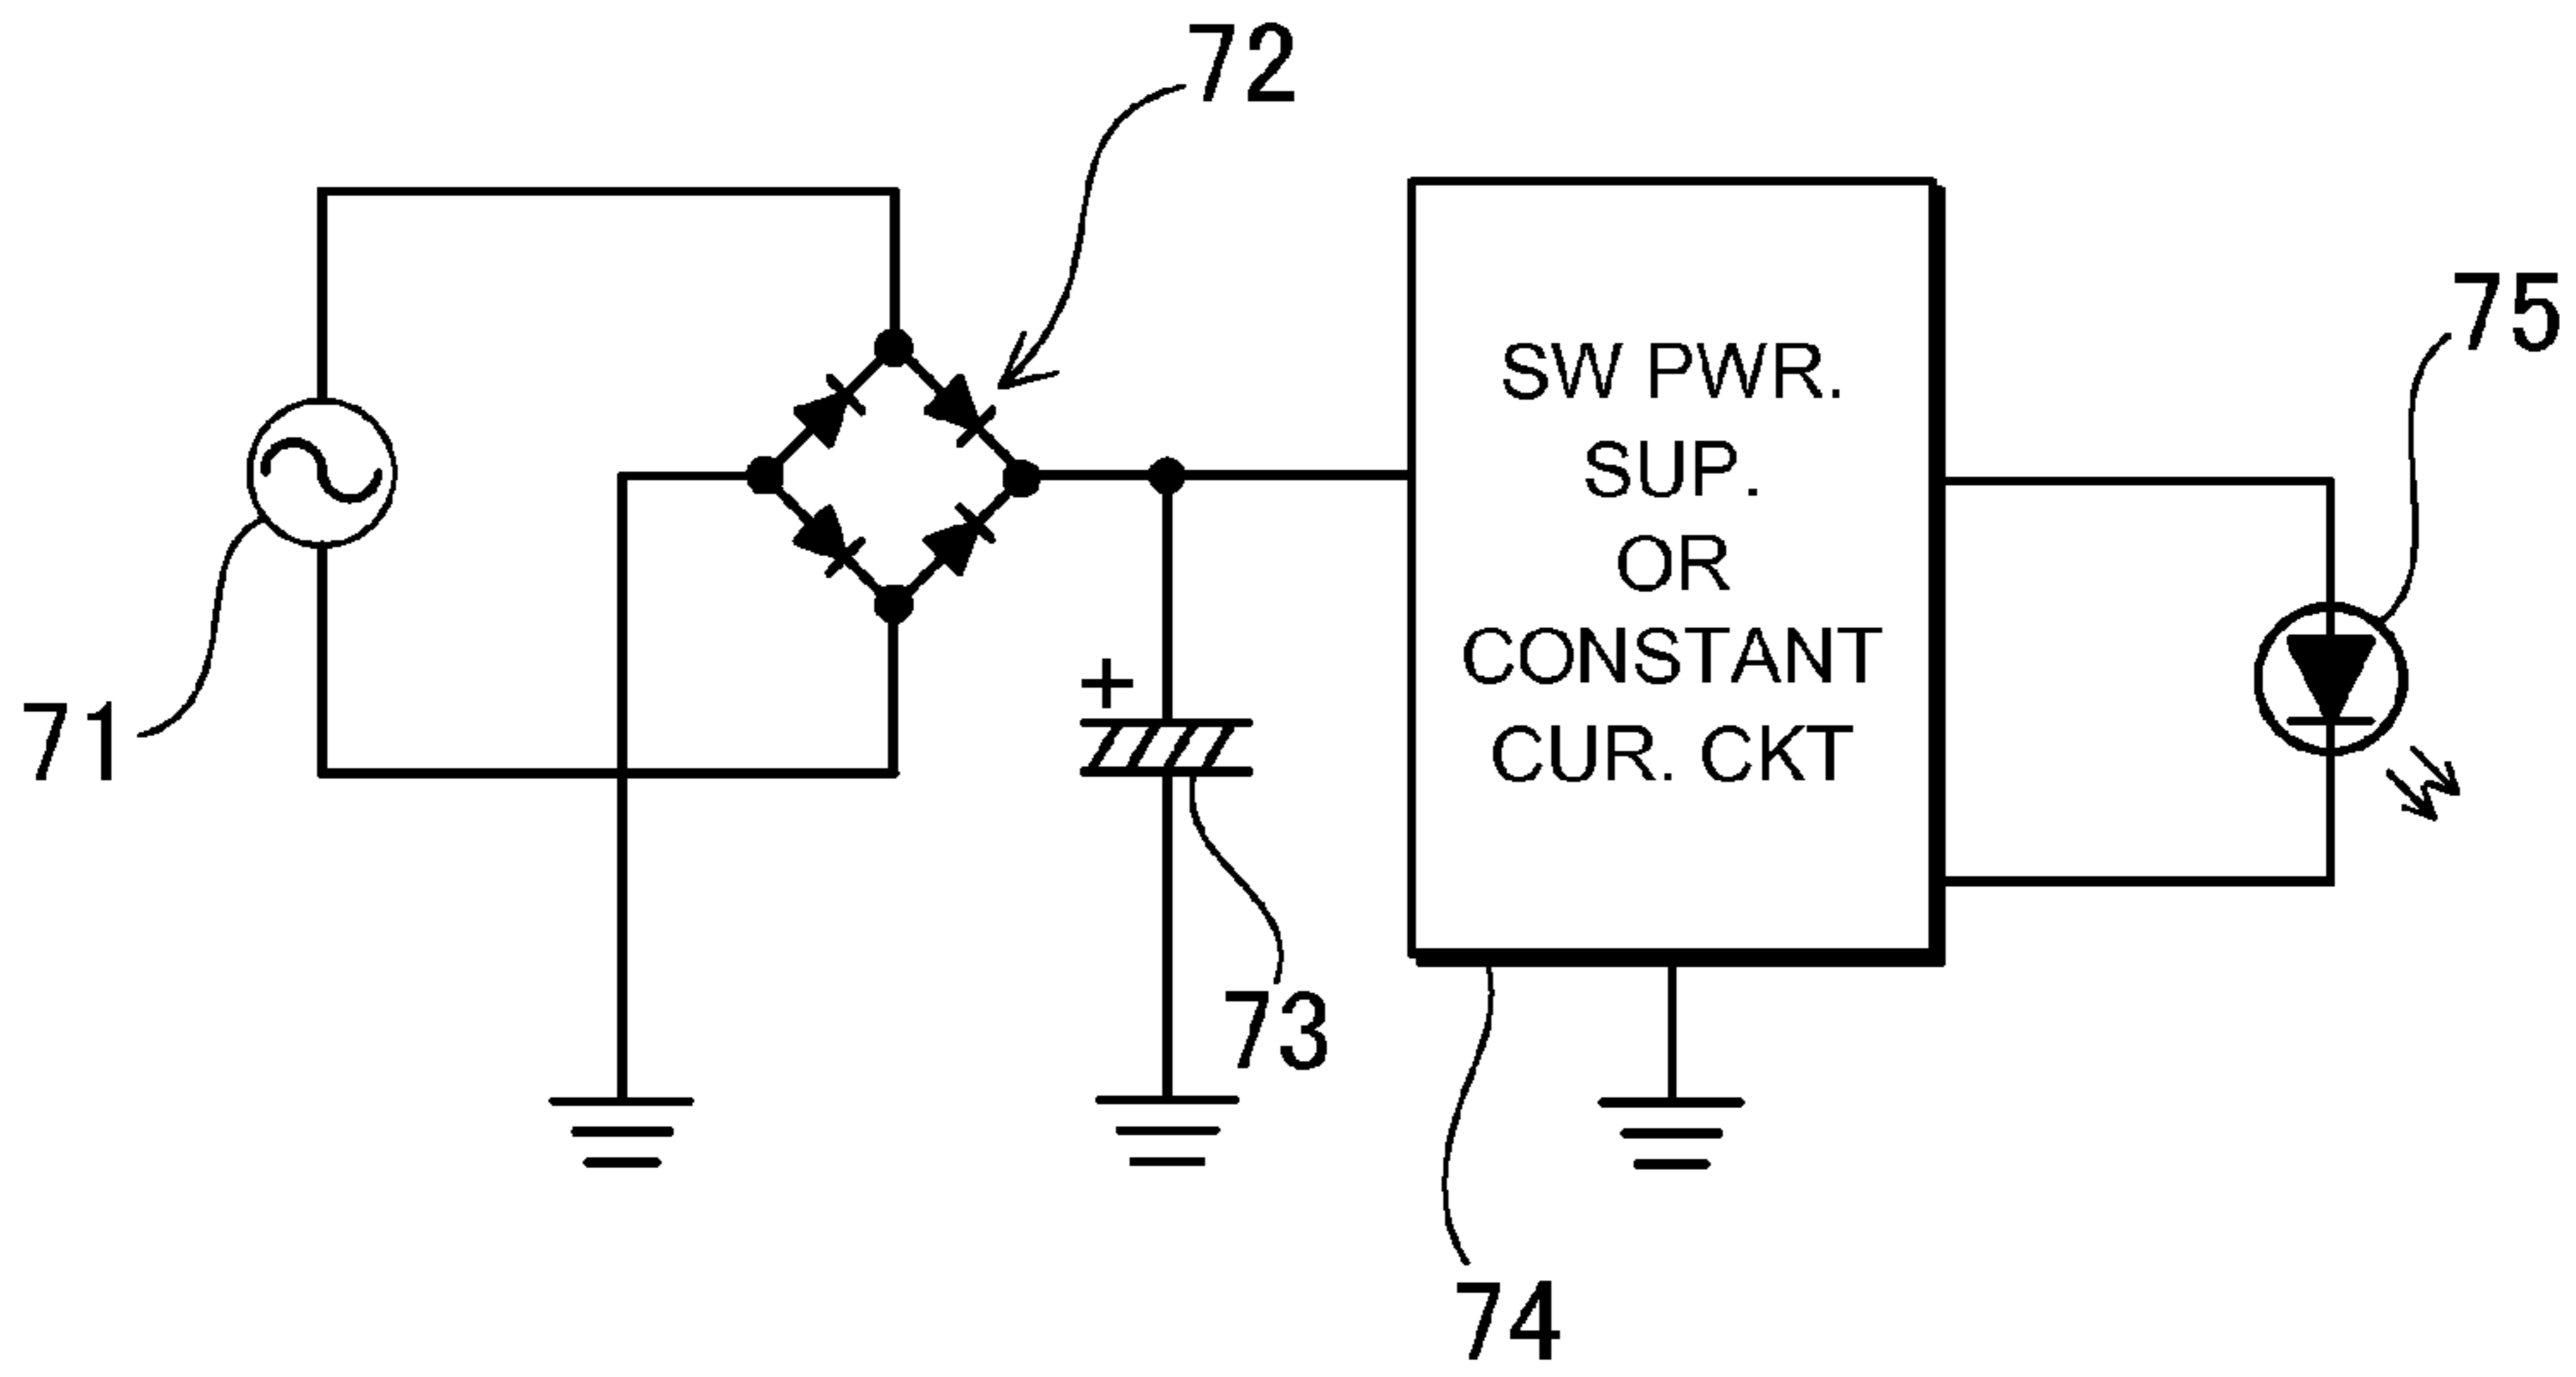 72
75
SW PWR.
SUP.
OR
CONSTANT
CUR. CKT
71
+
73
74